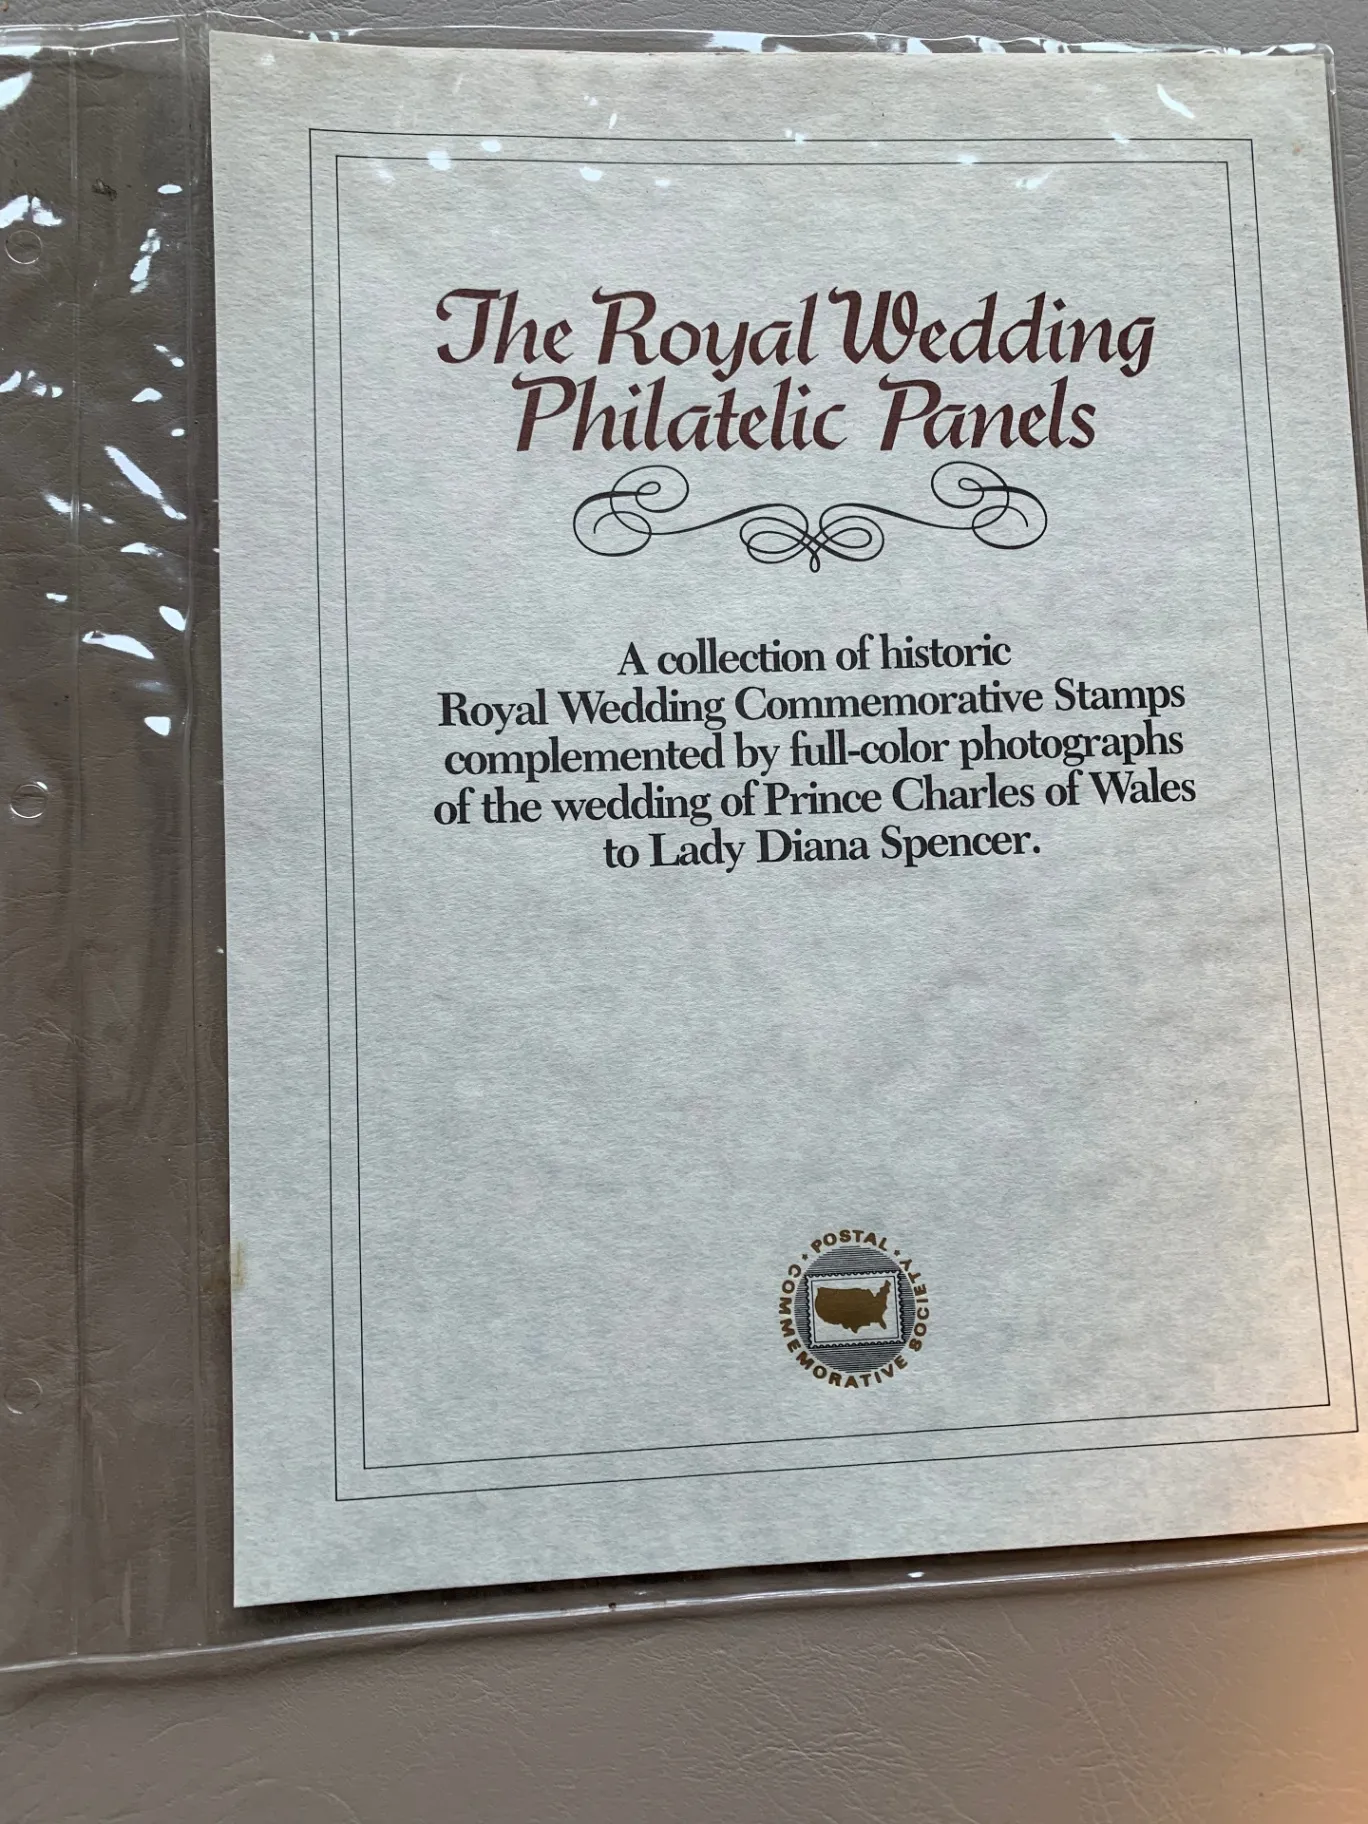 The Royal Wedding
Philatelic Panels
A collection of historic
Royal Wedding Commemorative Stamps
complemented by full-color photographs
of the wedding of Prince Charles of Wales
to Lady Diana Spencer.
POSTAL
COMMEMORATIVE SOCIETY